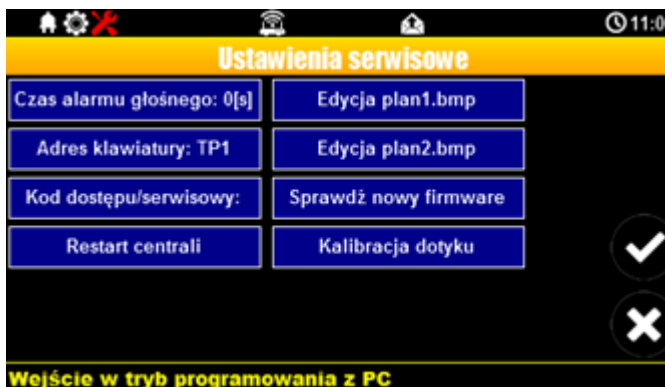 11:0
Ustawienia serwisowe
Czas alarmu głośnego: 0[s]
Edycja plan1.bmp
Adres klawiatury: TP1
Edycja plan2.bmp
Kod dostępu/serwisowy:
Sprawdź nowy firmware
Restart centrali
Kalibracja dotyku
Wejście w tryb programowania z PC